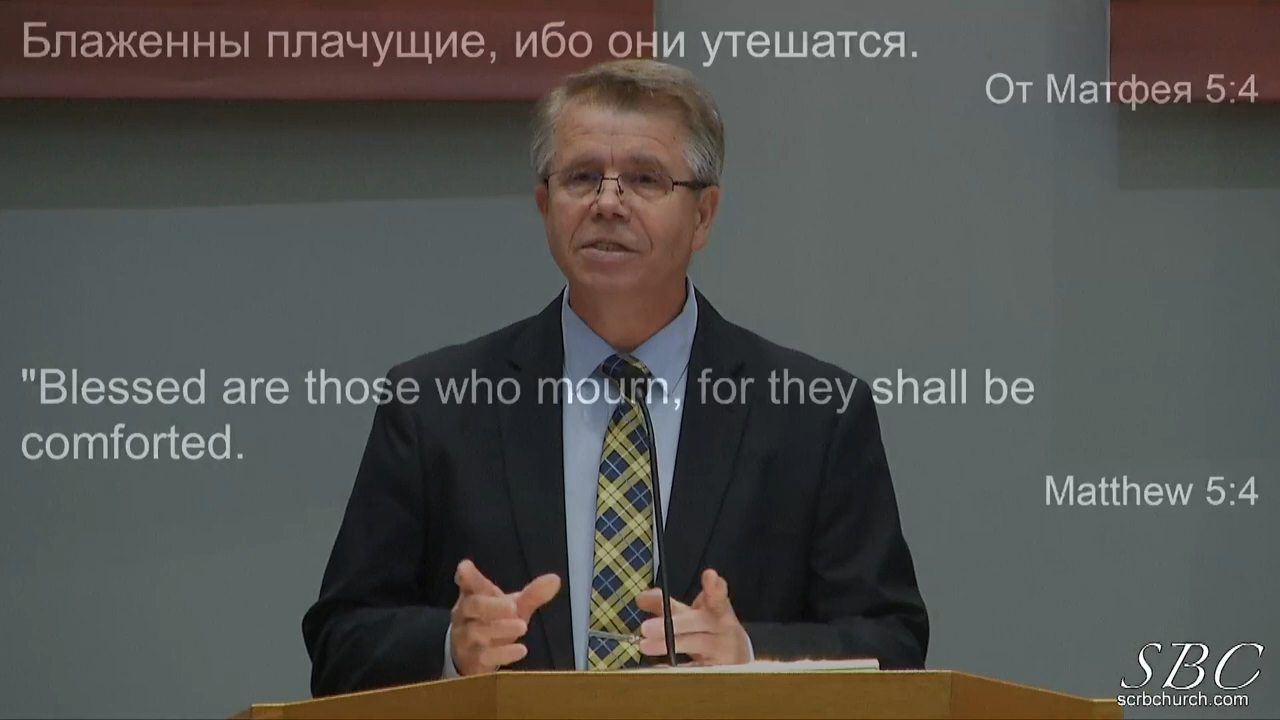 Блаженны плачущие, ибо они утешатся.
От Матфея 5:4
"Blessed are those who mourn, for they shall be
comforted.
Matthew 5:4
SBC
scrbchurch.com